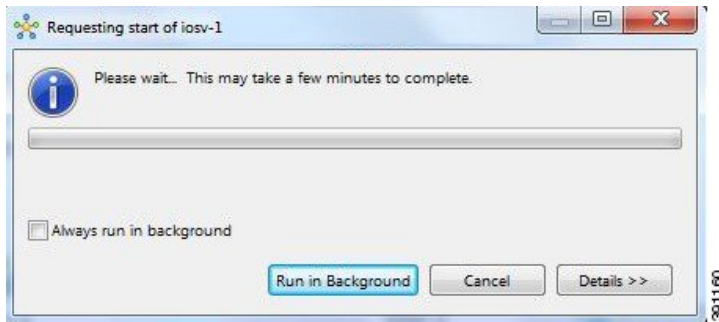 Requesting start of iosv-1
Please wait... This may take a few minutes to complete.
Always run in background
Run in Background
Cancel
Details >>
391160